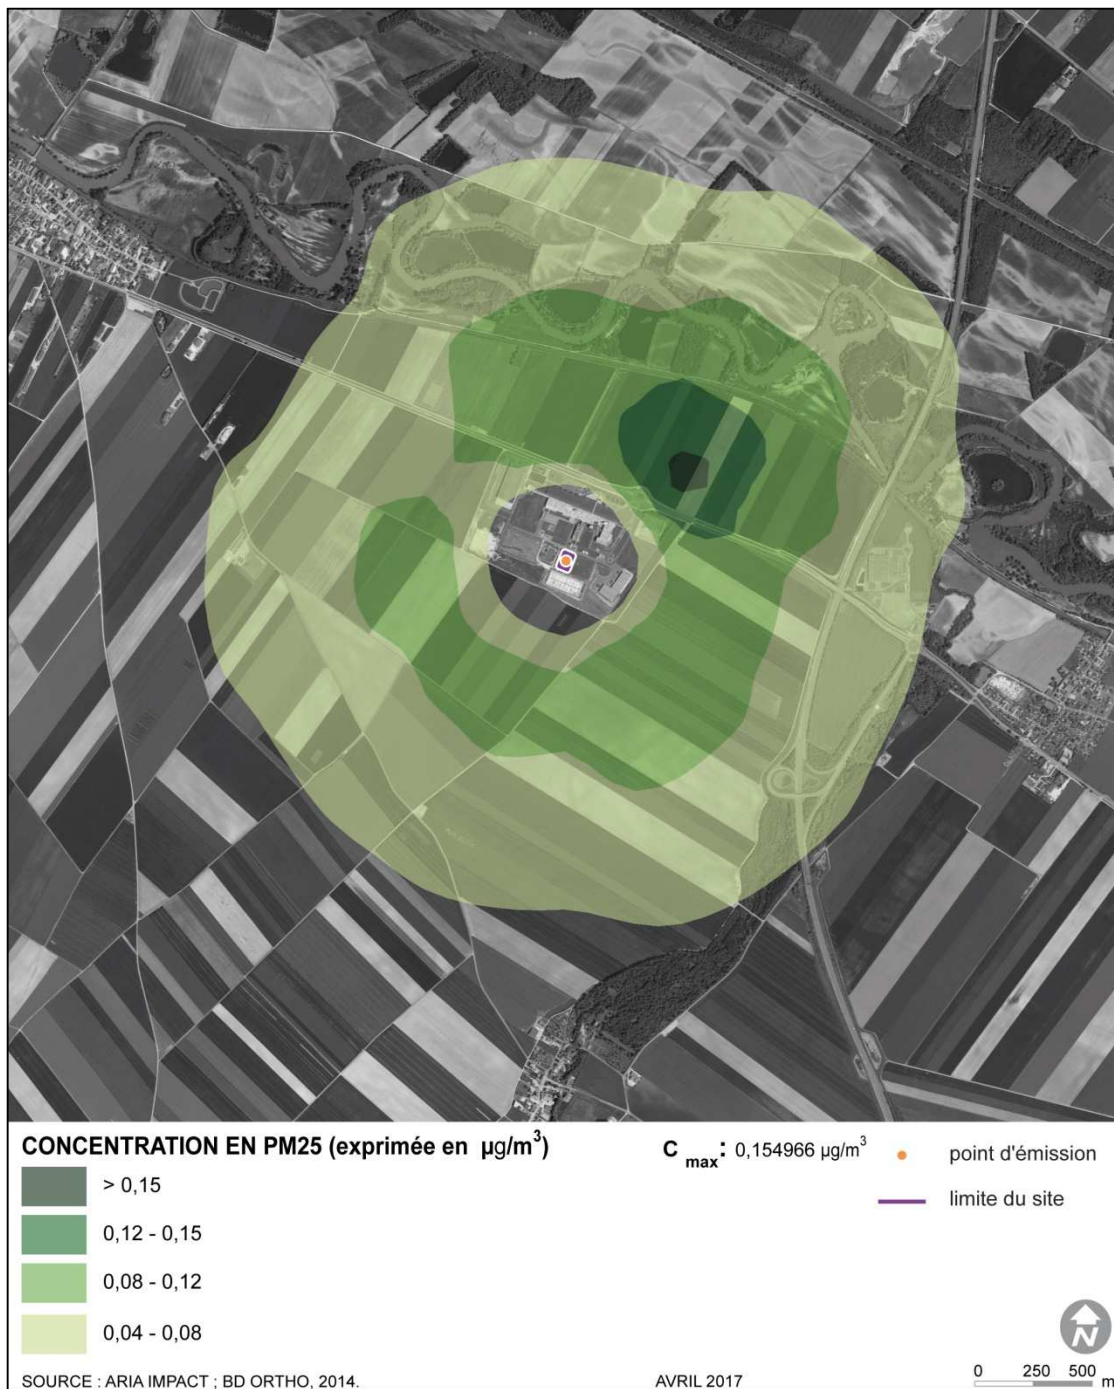 CONCENTRATION EN PM25 (exprimée en µg/m³)
C max : 0,154966 µg/m³
point d'émission
limite du site
> 0,15
0,12 - 0,15
0,08 - 0,12
0,04 - 0,08
N
0 250 500 m
SOURCE : ARIA IMPACT ; BD ORTHO, 2014.
AVRIL 2017